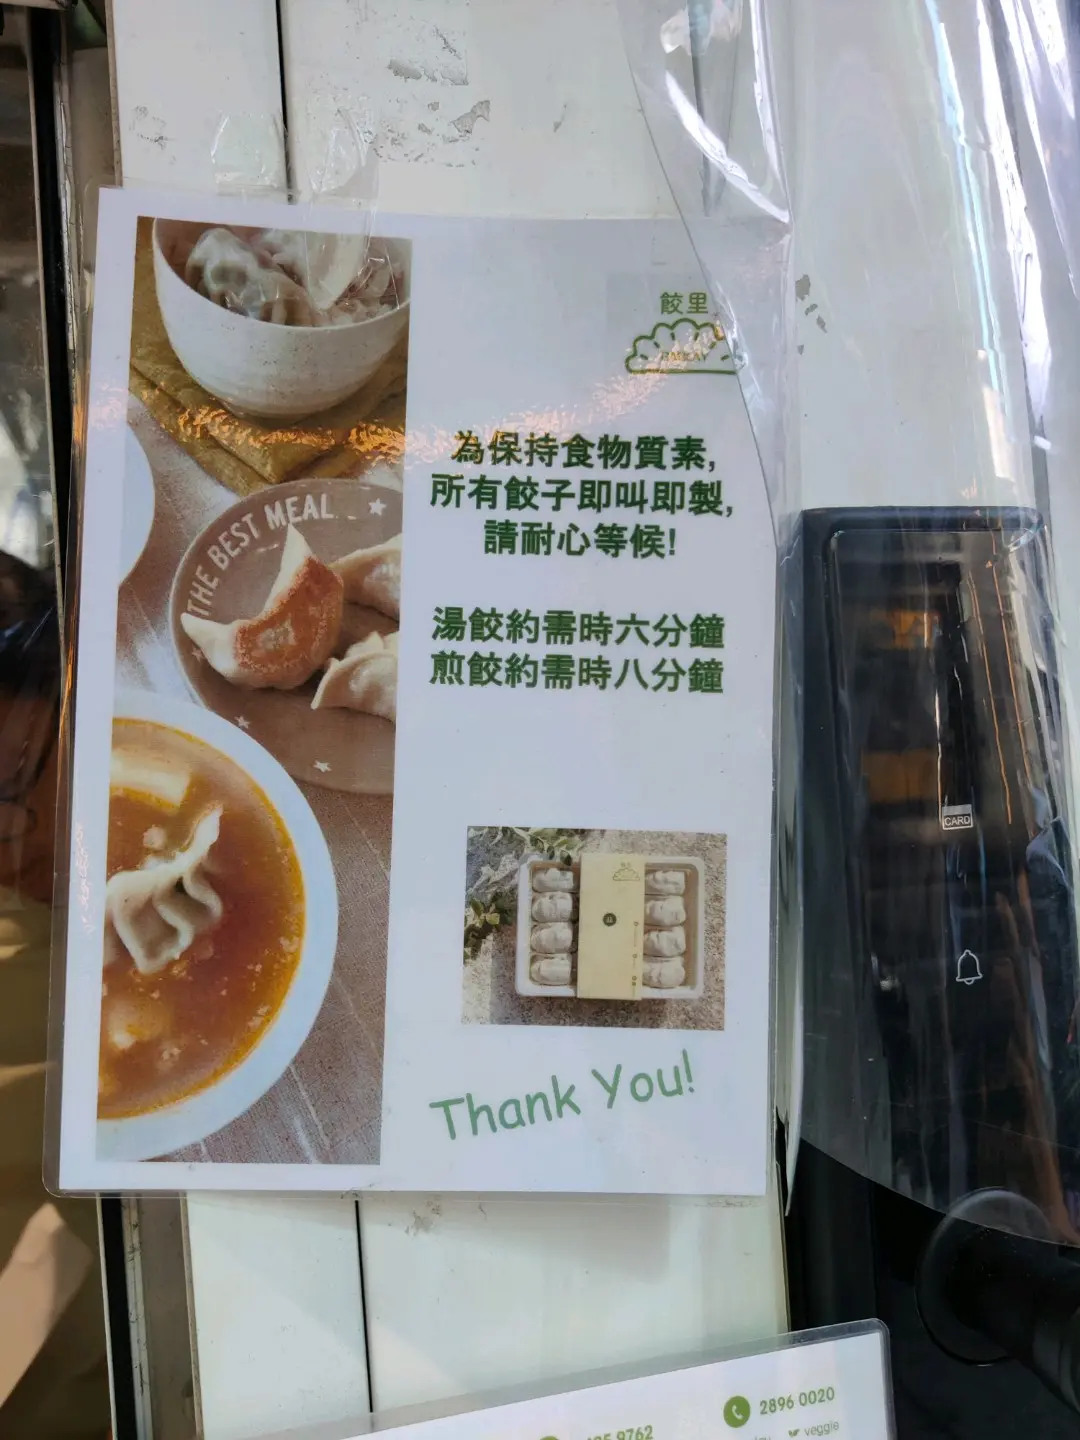 餃里
為保持食物質素,
所有餃子即叫即製,
請耐心等候!
湯餃約需時六分鐘
煎餃約需時八分鐘
THE BEST MEAL
Thank You!
CARD
2896 0020
9762
veggie